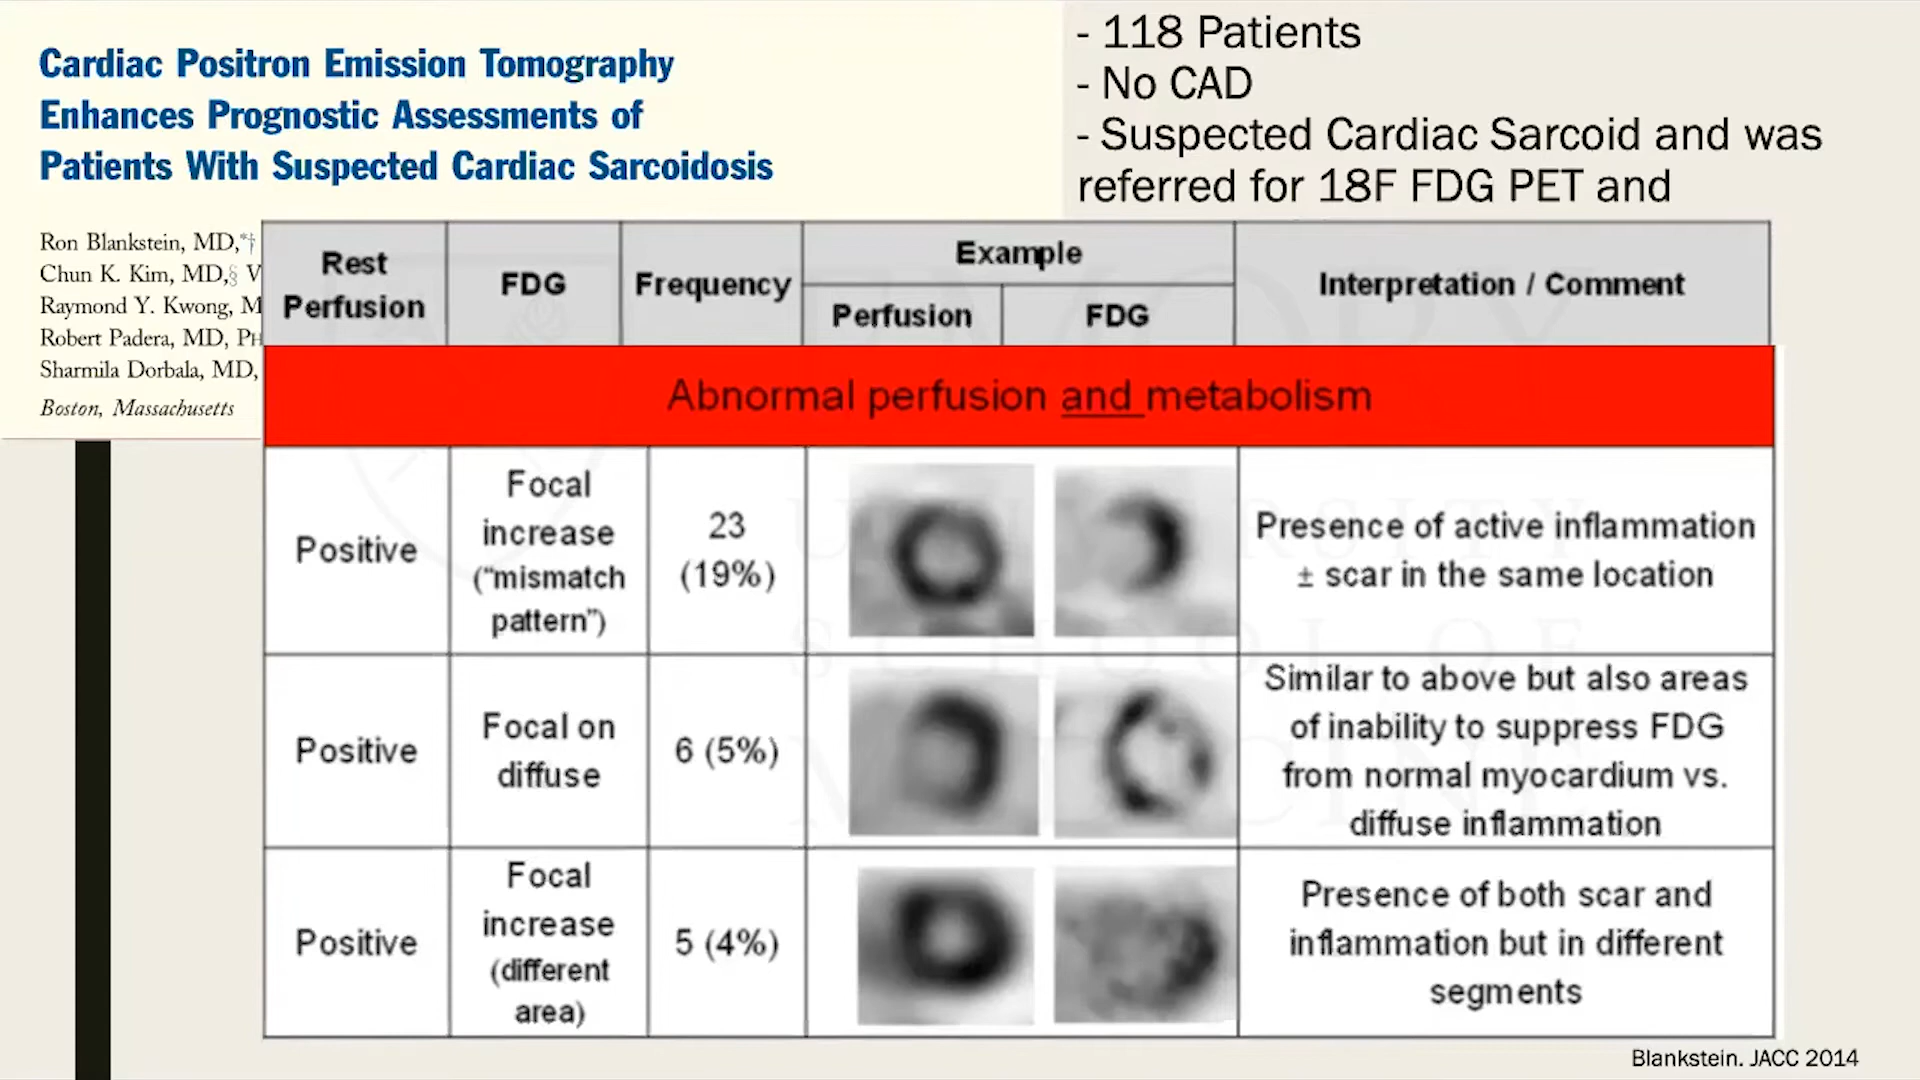 Cardiac Positron Emission Tomography
Enhances Prognostic Assessments of
Patients With Suspected Cardiac Sarcoidosis
- 118 Patients
- No CAD
- Suspected Cardiac Sarcoid and was
referred for 18F FDG PET and
Ron Blankstein, MD,*†
Chun K. Kim, MD,§ V
Raymond Y. Kwong, M
Robert Padera, MD, PH
Sharmila Dorbala, MD,
Boston, Massachusetts
Rest
Perfusion
FDG
Frequency
Example
Perfusion
FDG
Interpretation / Comment
Abnormal perfusion and metabolism
Positive
Focal
increase
(“mismatch
pattern”)
23
(19%)
Presence of active inflammation
± scar in the same location
Positive
Focal on
diffuse
6 (5%)
Similar to above but also areas
of inability to suppress FDG
from normal myocardium vs.
diffuse inflammation
Positive
Focal
increase
(different
area)
5 (4%)
Presence of both scar and
inflammation but in different
segments
Blankstein. JACC 2014
EMORY
UNIVERSITY
SCHOOL OF
MEDICINE